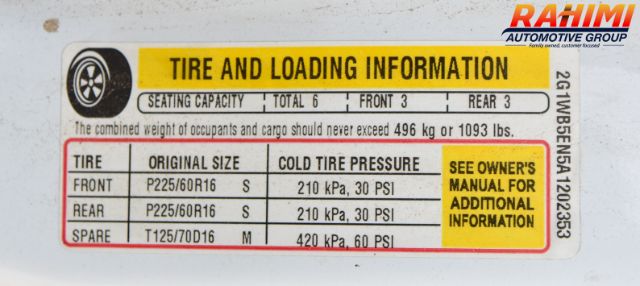 RAHIMI
AUTOMOTIVE GROUP
Family owned, customer focused
TIRE AND LOADING INFORMATION
SEATING CAPACITY TOTAL 6 FRONT 3 REAR 3
The combined weight of occupants and cargo should never exceed 496 kg or 1093 lbs.
TIRE ORIGINAL SIZE COLD TIRE PRESSURE
FRONT P225/60R16 S 210 kPa, 30 PSI
REAR P225/60R16 S 210 kPa, 30 PSI
SPARE T125/70D16 M 420 kPa, 60 PSI
SEE OWNER'S
MANUAL FOR
ADDITIONAL
INFORMATION
2G1WB5EN5A1202353